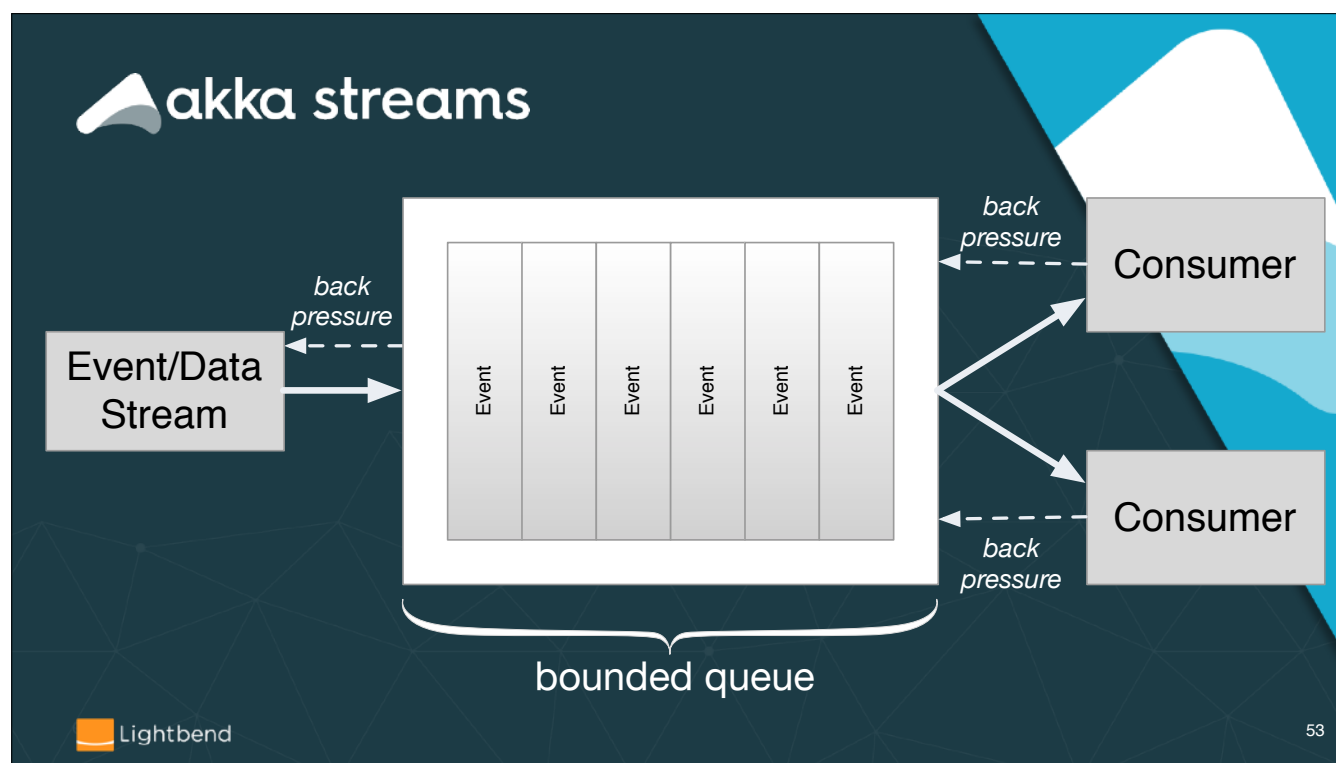 akka streams
back
pressure
Event/Data
Stream
Event
Event
Event
Event
Event
Event
back
pressure
Consumer
Consumer
back
pressure
bounded queue
Lightbend
53